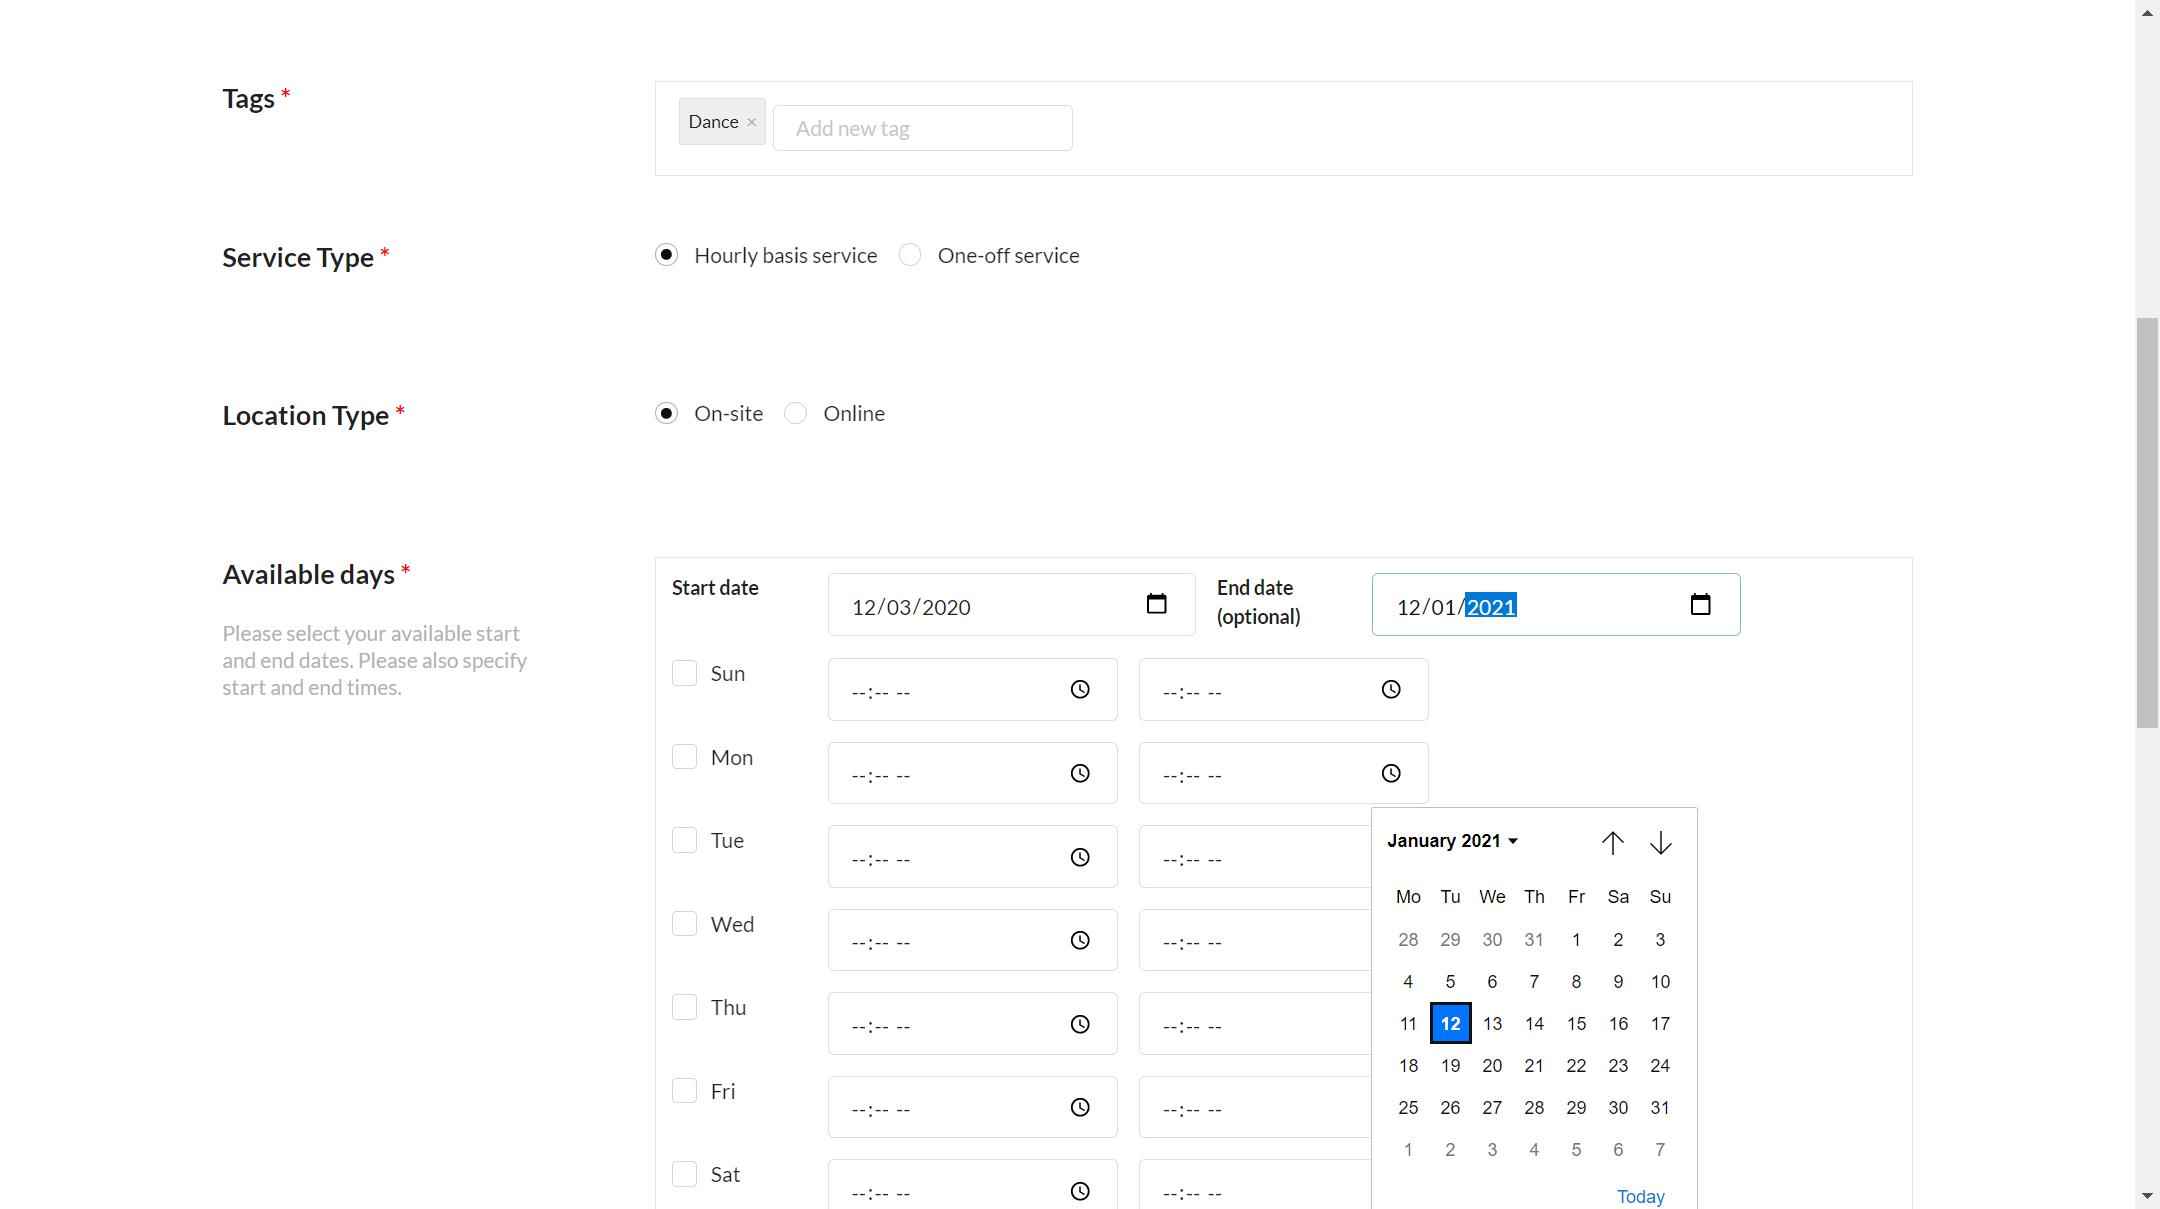 Tags *
Dance ×
Add new tag
Service Type *
Hourly basis service
One-off service
Location Type *
On-site
Online
Available days *
Please select your available start
and end dates. Please also specify
start and end times.
Start date
12/03/2020
End date
(optional)
12/01/2021
Sun
--:-- --
--:-- --
Mon
--:-- --
--:-- --
Tue
--:-- --
--:-- --
Wed
--:-- --
--:-- --
Thu
--:-- --
--:-- --
Fri
--:-- --
--:-- --
Sat
--:-- --
--:-- --
January 2021
Mo Tu We Th Fr Sa Su
28 29 30 31 1 2 3
4 5 6 7 8 9 10
11 12 13 14 15 16 17
18 19 20 21 22 23 24
25 26 27 28 29 30 31
1 2 3 4 5 6 7
Today